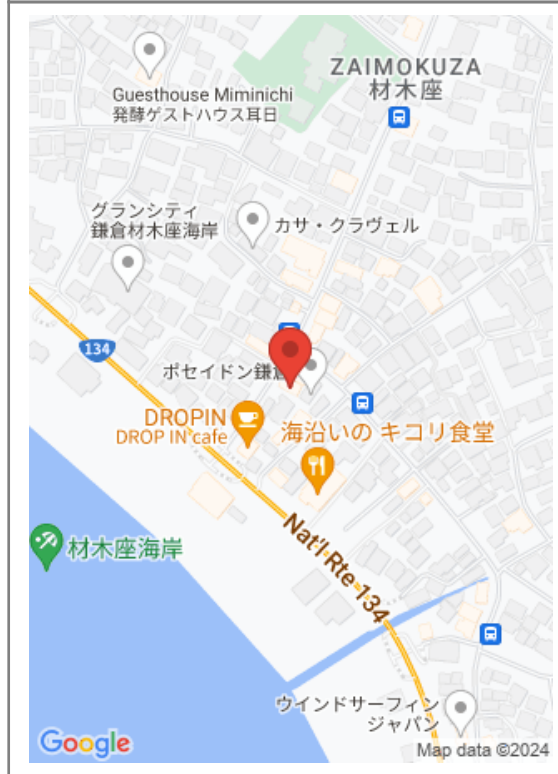 ZAIMOKUZA
材木座
Guesthouse Miminichi
発酵ゲストハウス耳日
グランシティ
鎌倉材木座海岸
カサ・クラヴェル
134
ポセイドン鎌倉
DROPIN
DROP IN cafe
海沿いの キコリ食堂
Nat'l Rte 134
材木座海岸
ウインドサーフィン
ジャパン
Google
Map data ©2024